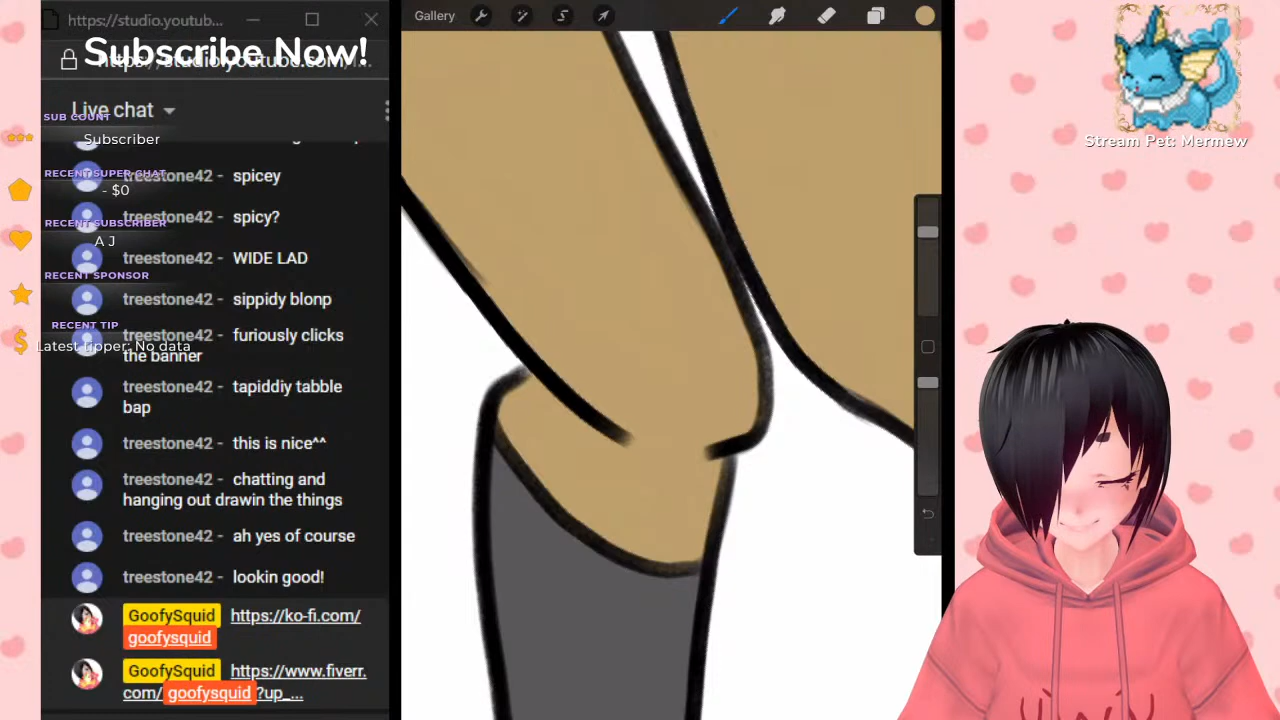 https://studio.youtub...
Subscribe Now!
https://studio.youtube.com/l...
Live chat
SUB COUNT
Subscriber
RECENT SUPER CHAT
- $0
treestone42 - spicey
treestone42 - spicy?
RECENT SUBSCRIBER
A J
treestone42 - WIDE LAD
RECENT SPONSOR
treestone42 - sippidy blonp
RECENT TIP
treestone42 - furiously clicks
the banner
Latest tipper: No data
treestone42 - tapiddiy tabble
bap
treestone42 - this is nice^^
treestone42 - chatting and
hanging out drawin the things
treestone42 - ah yes of course
treestone42 - lookin good!
GoofySquid https://ko-fi.com/
goofysquid
GoofySquid https://www.fiverr.
com/goofysquid?up_...
Gallery
Stream Pet: Mermew